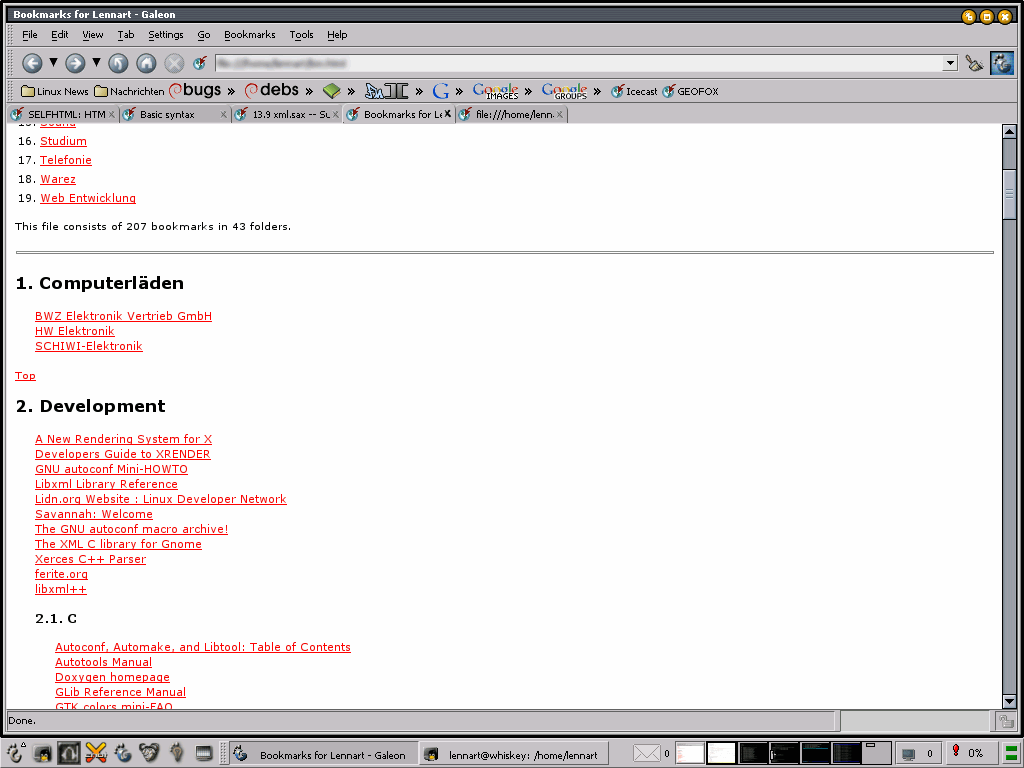 Bookmarks for Lennart - Galeon
File Edit View Tab Settings Go Bookmarks Tools Help
Linux News Nachrichten bugs » debs » » » G » Google IMAGES » Google GROUPS » Icecast GEOFOX
SELFHTML: HTM Basic syntax 13.9 xml.sax -- Su Bookmarks for Le file:///home/lenn.
15. Sound
16. Studium
17. Telefonie
18. Warez
19. Web Entwicklung
This file consists of 207 bookmarks in 43 folders.
1. Computerläden
BWZ Elektronik Vertrieb GmbH
HW Elektronik
SCHIWI-Elektronik
Top
2. Development
A New Rendering System for X
Developers Guide to XRENDER
GNU autoconf Mini-HOWTO
Libxml Library Reference
Lidn.org Website : Linux Developer Network
Savannah: Welcome
The GNU autoconf macro archive!
The XML C library for Gnome
Xerces C++ Parser
ferite.org
libxml++
2.1. C
Autoconf, Automake, and Libtool: Table of Contents
Autotools Manual
Doxygen homepage
GLib Reference Manual
GTK colors mini-FAQ
Done.
Bookmarks for Lennart - Galeon lennart@whiskey: /home/lennart 0 0 0%